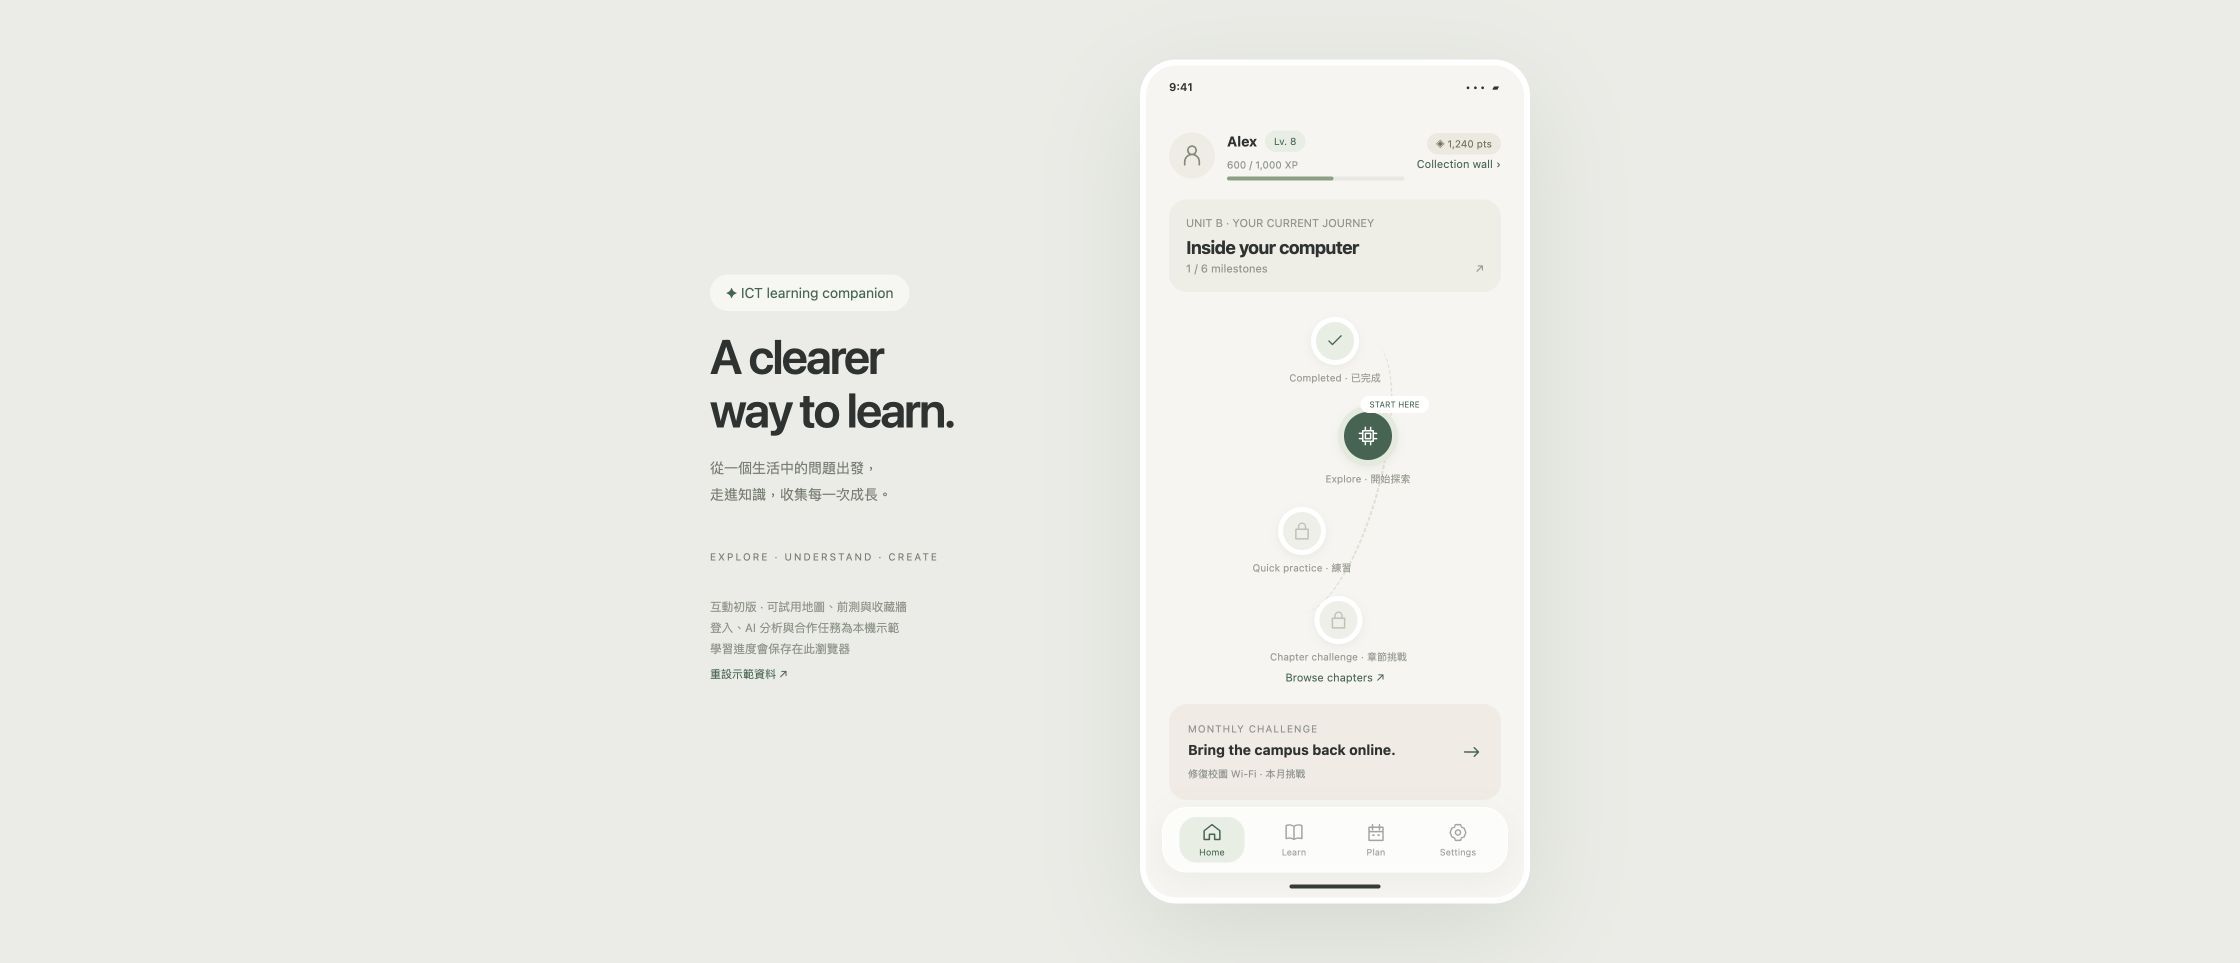 ✦ ICT learning companion
A clearer
way to learn.
從一個生活中的問題出發，
走進知識，收集每一次成長。
EXPLORE · UNDERSTAND · CREATE
互動初版 · 可試用地圖、前測與收藏牆
登入、AI 分析與合作任務為本機示範
學習進度會保存在此瀏覽器
重設示範資料 ↗
9:41
Alex
Lv. 8
◈ 1,240 pts
600 / 1,000 XP
Collection wall ›
UNIT B · YOUR CURRENT JOURNEY
Inside your computer
1 / 6 milestones ↗
Completed · 已完成
START HERE
Explore · 開始探索
Quick practice · 練習
Chapter challenge · 章節挑戰
Browse chapters ↗
MONTHLY CHALLENGE
Bring the campus back online.
修復校園 Wi-Fi · 本月挑戰
Home
Learn
Plan
Settings